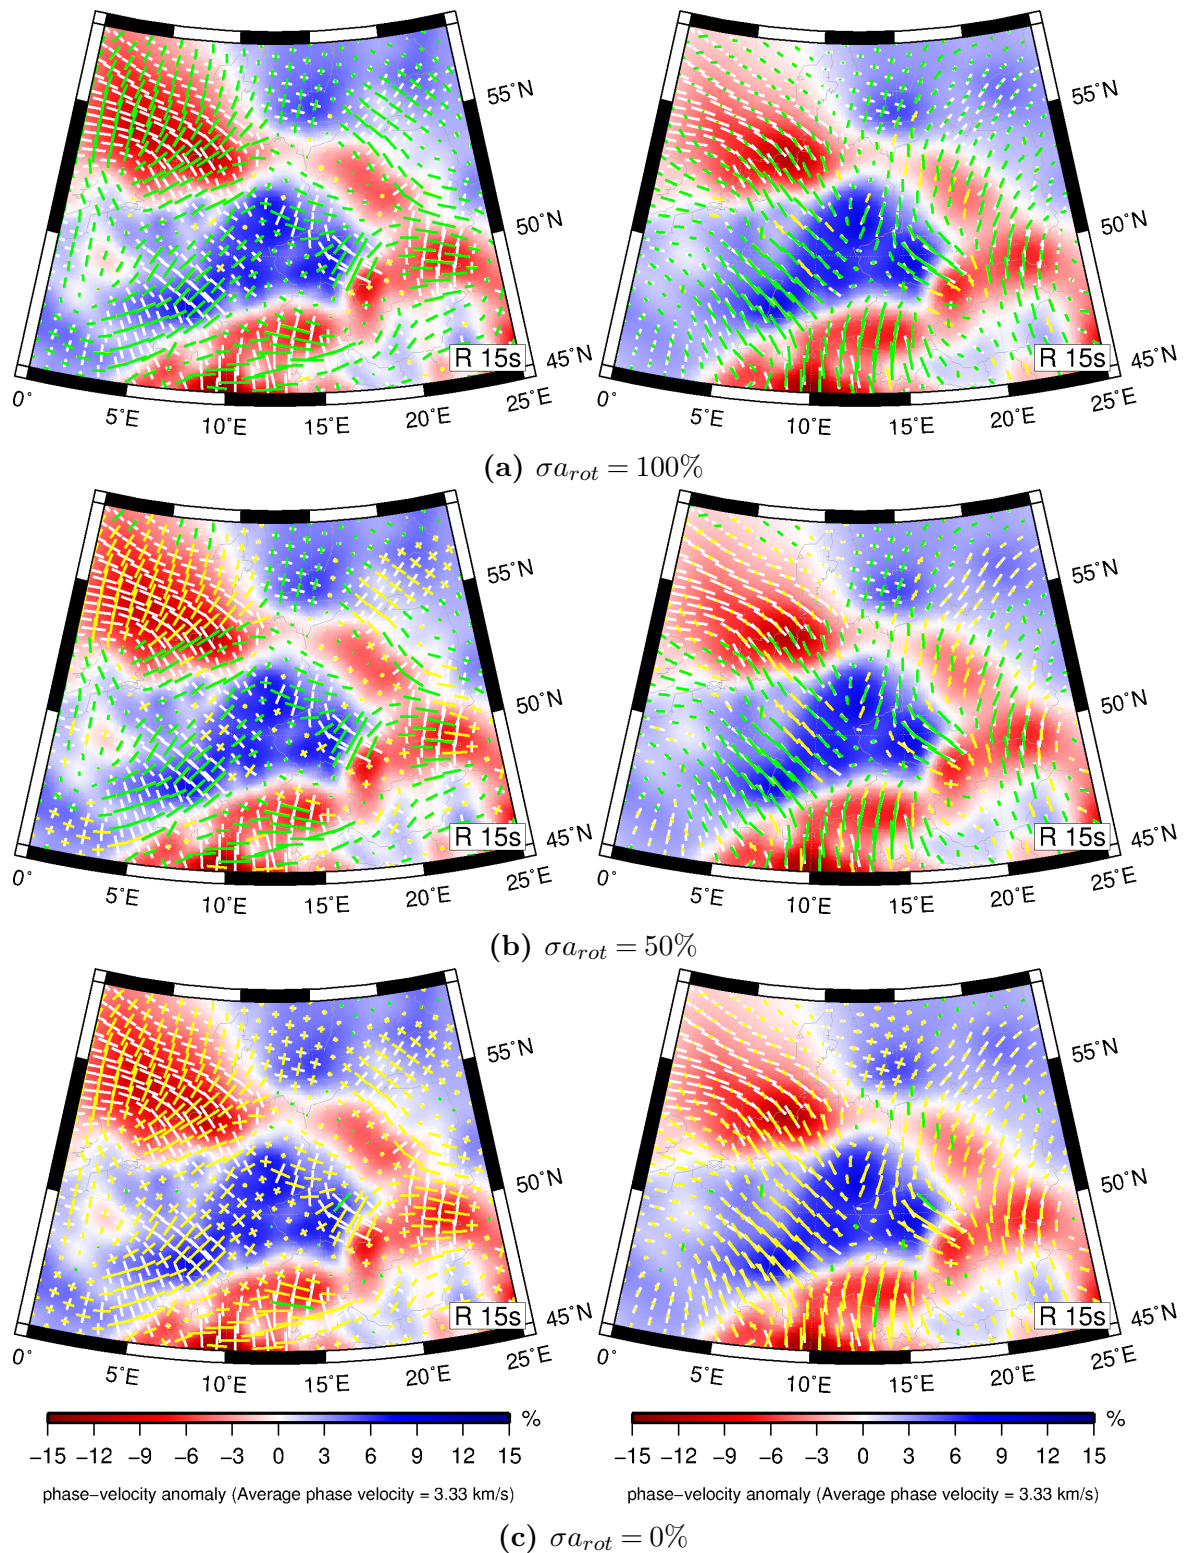 55°N 55°N
50°N 50°N
R 15s 45°N R 15s 45°N
0° 5°E 10°E 15°E 20°E 25°E 0° 5°E 10°E 15°E 20°E 25°E
(a) σa_rot = 100%
55°N 55°N
50°N 50°N
R 15s 45°N R 15s 45°N
0° 5°E 10°E 15°E 20°E 25°E 0° 5°E 10°E 15°E 20°E 25°E
(b) σa_rot = 50%
55°N 55°N
50°N 50°N
R 15s 45°N R 15s 45°N
0° 5°E 10°E 15°E 20°E 25°E 0° 5°E 10°E 15°E 20°E 25°E
% %
−15 −12 −9 −6 −3 0 3 6 9 12 15 −15 −12 −9 −6 −3 0 3 6 9 12 15
phase−velocity anomaly (Average phase velocity = 3.33 km/s) phase−velocity anomaly (Average phase velocity = 3.33 km/s)
(c) σa_rot = 0%